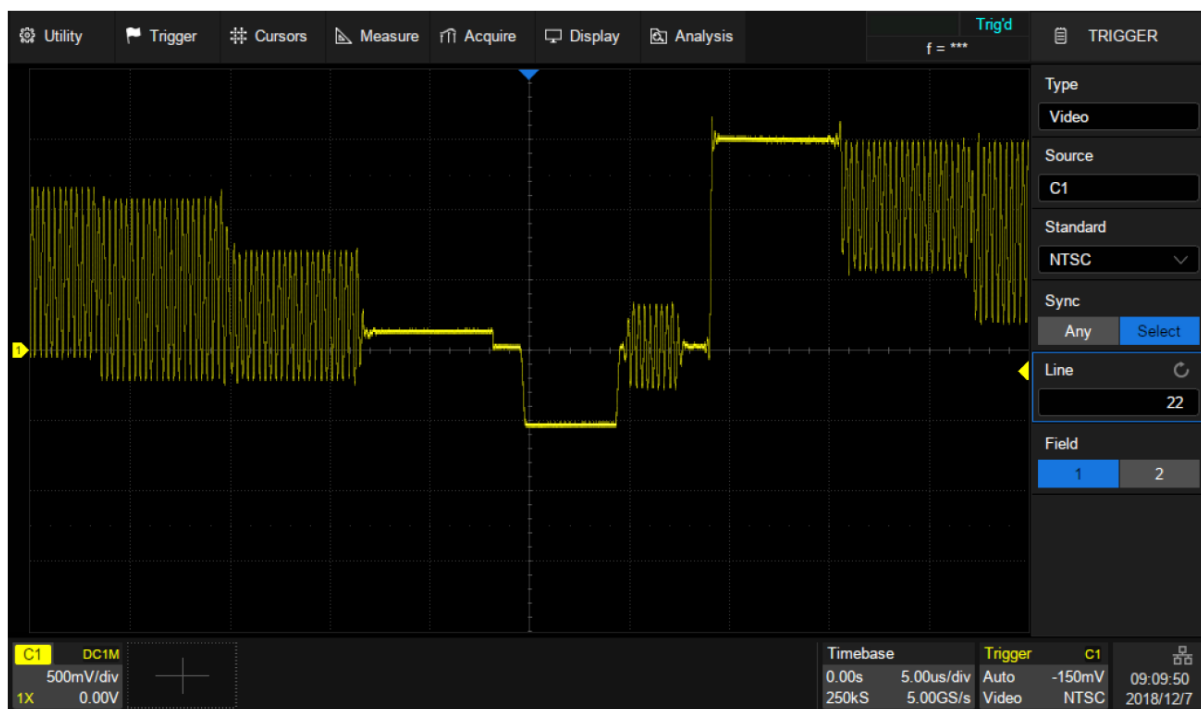 Utility
Trigger
Cursors
Measure
Acquire
Display
Analysis
Trig'd
f = ***
TRIGGER
Type
Video
Source
C1
Standard
NTSC
Sync
Any Select
Line
22
Field
1 2
1
C1 DC1M
500mV/div
1X 0.00V
Timebase
0.00s 5.00us/div
250kS 5.00GS/s
Trigger C1
Auto -150mV
Video NTSC
09:09:50
2018/12/7